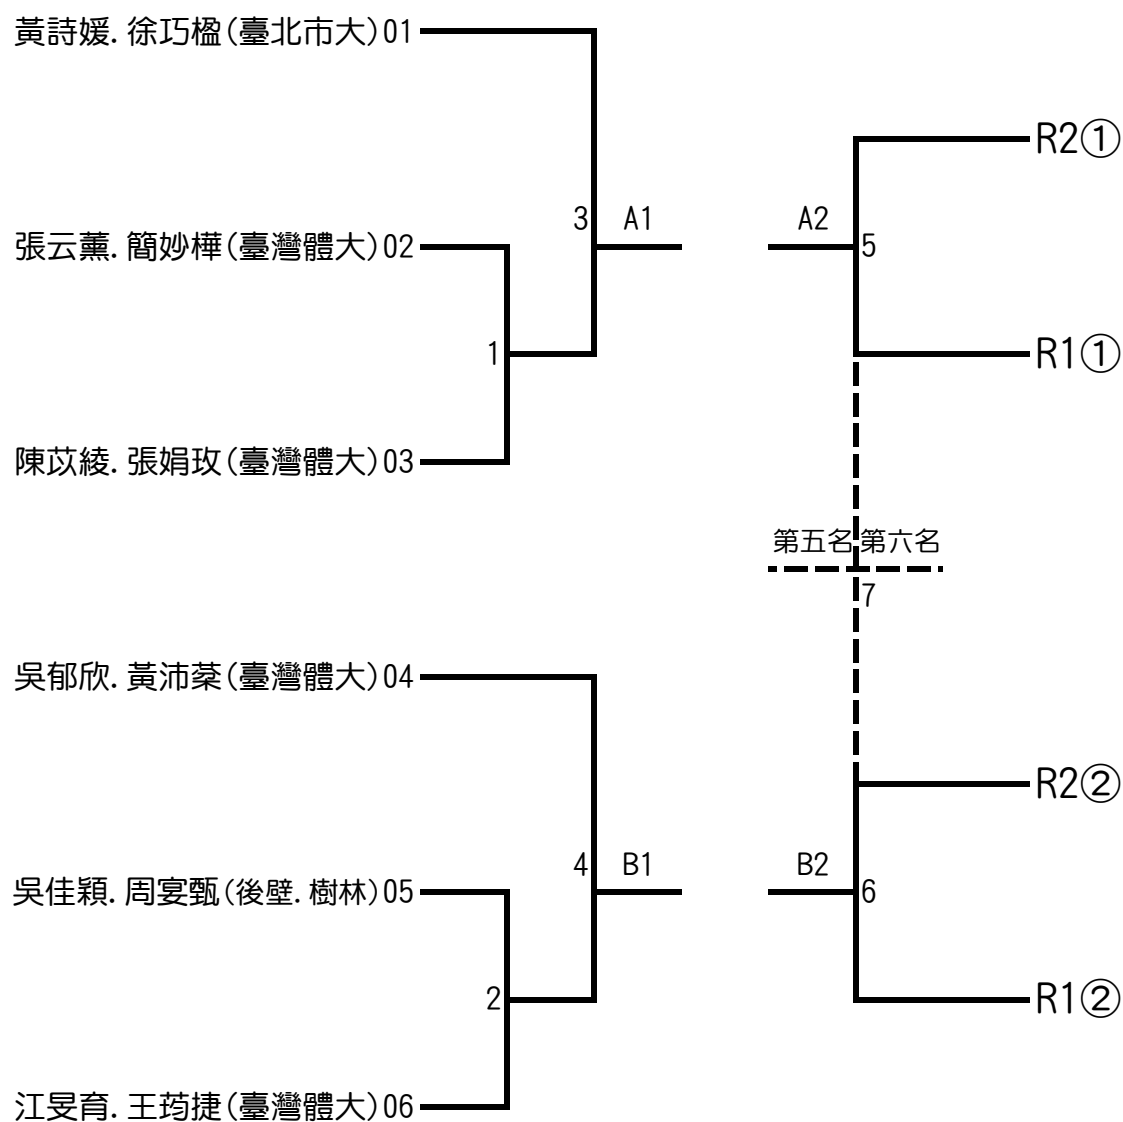 黃詩媛. 徐巧楹(臺北市大)01
R2①
3 A1 A2
張云薰. 簡妙樺(臺灣體大)02
5
1
R1①
陳苡綾. 張娟玫(臺灣體大)03
第五名 第六名
7
吳郁欣. 黃沛蔾(臺灣體大)04
R2②
4 B1 B2
吳佳穎. 周宴甄(後壁. 樹林)05
6
2
R1②
江旻育. 王荺捷(臺灣體大)06